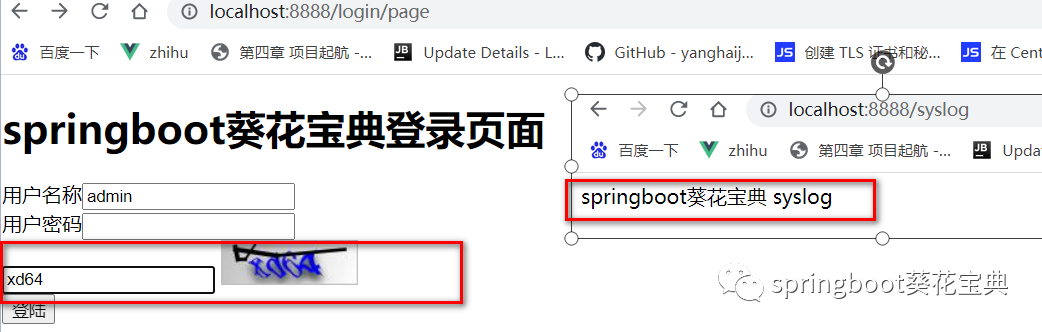 localhost:8888/login/page
百度一下 zhihu 第四章 项目起航 -... Update Details - L... GitHub - yanghaij... 创建 TLS 证书和秘... 在 Cent
springboot葵花宝典登录页面
用户名称 admin
用户密码
xd64 xd64
登陆
localhost:8888/syslog
百度一下 zhihu 第四章 项目起航 -... Upda
springboot葵花宝典 syslog
springboot葵花宝典